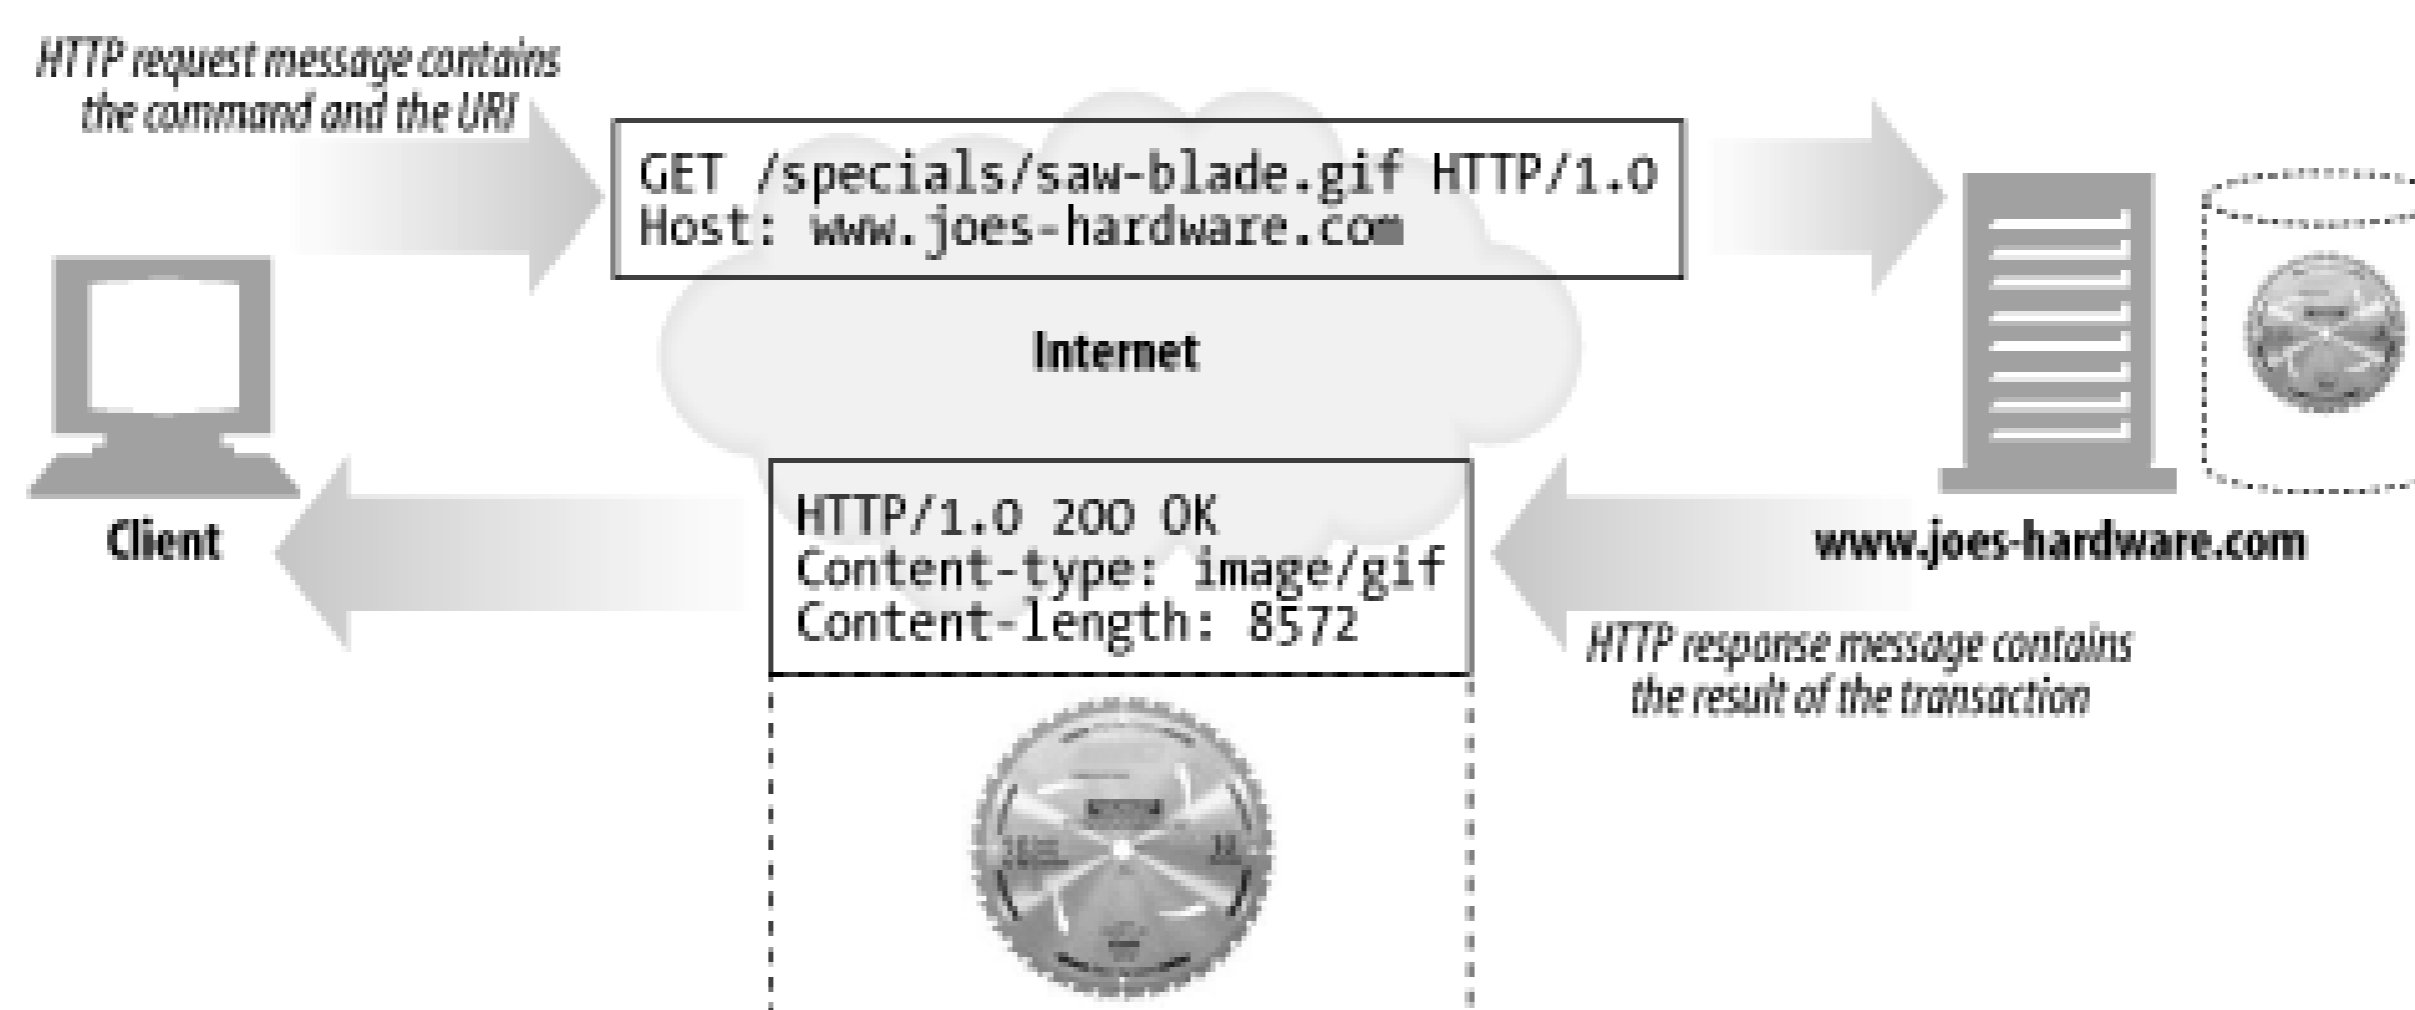 HTTP request message contains
the command and the URI
GET /specials/saw-blade.gif HTTP/1.0
Host: www.joes-hardware.com
Internet
Client
HTTP/1.0 200 OK
Content-type: image/gif
Content-length: 8572
www.joes-hardware.com
HTTP response message contains
the result of the transaction